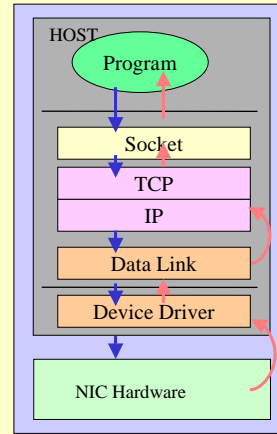 HOST
Program
Socket
TCP
IP
Data Link
Device Driver
NIC Hardware